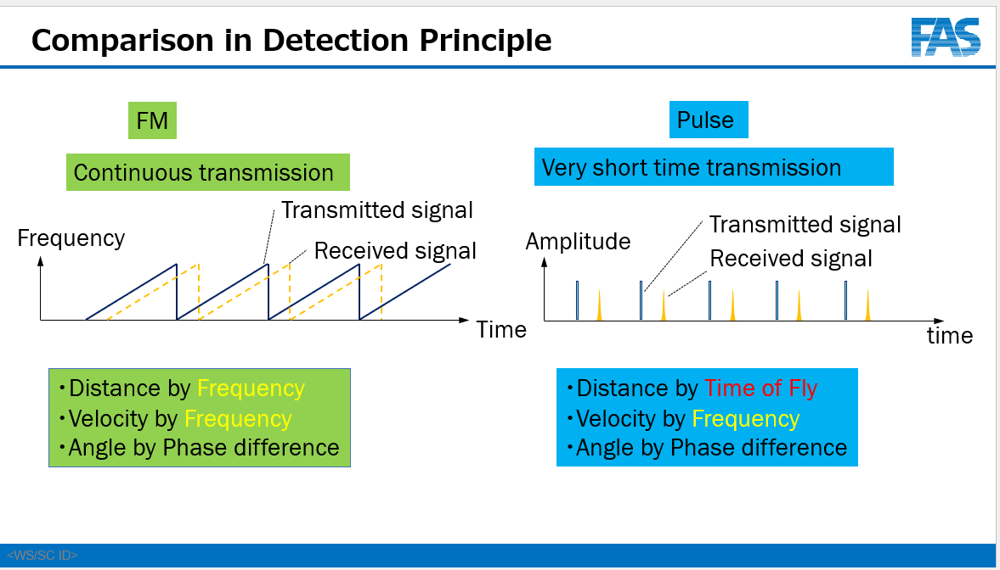 Comparison in Detection Principle
FAS
FM
Continuous transmission
Transmitted signal
Frequency
Received signal
Time
・Distance by Frequency
・Velocity by Frequency
・Angle by Phase difference
Pulse
Very short time transmission
Transmitted signal
Amplitude
Received signal
time
・Distance by Time of Fly
・Velocity by Frequency
・Angle by Phase difference
<WS/SC ID>